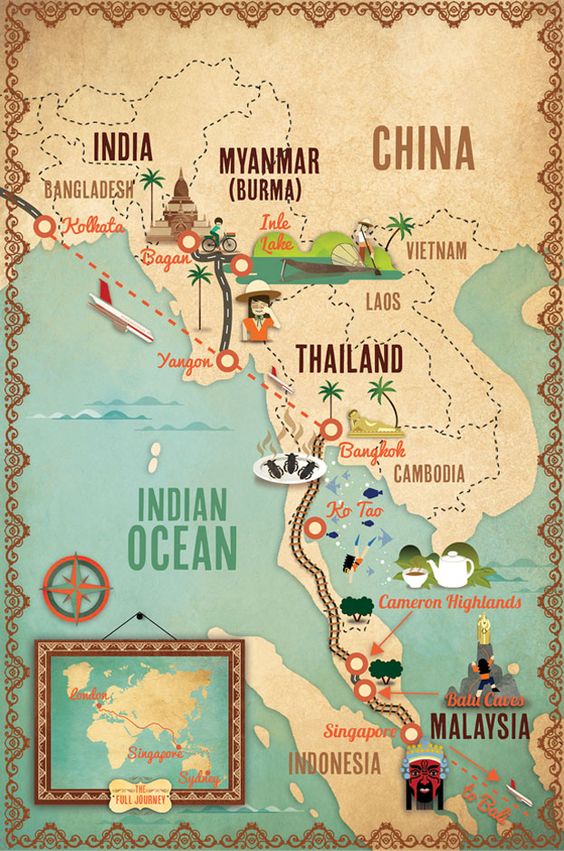 INDIA
MYANMAR
(BURMA)
CHINA
BANGLADESH
Kolkata
Inle
Lake
Bagan
VIETNAM
LAOS
Yangon
THAILAND
Bangkok
CAMBODIA
Ko Tao
INDIAN
OCEAN
Cameron Highlands
Batu Caves
Singapore
MALAYSIA
INDONESIA
to Bali
London
Singapore
Sydney
THE
FULL JOURNEY